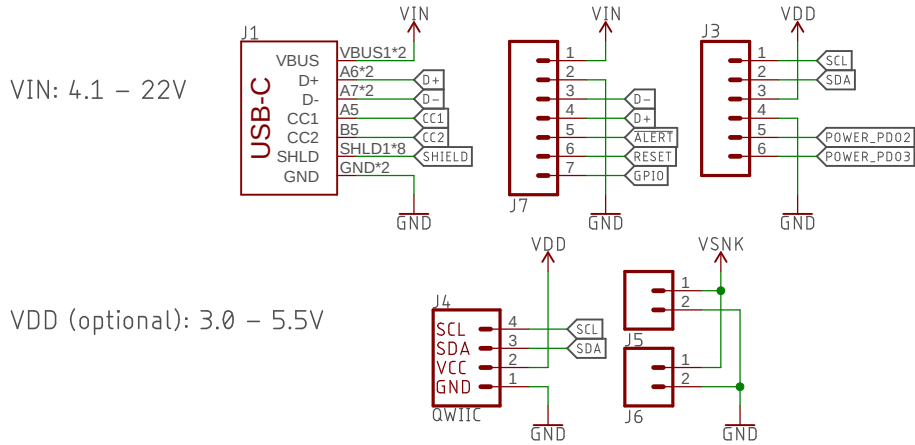 VIN: 4.1 – 22V
J1
USB-C
VBUS
D+
D-
CC1
CC2
SHLD
GND
VBUS1*2
A6*2
A7*2
A5
B5
SHLD1*8
GND*2
VIN
D+
D-
CC1
CC2
SHIELD
GND
VIN
1
2
3
4
5
6
7
D-
D+
ALERT
RESET
GPIO
J7
GND
J3
VDD
1
2
3
4
5
6
SCL
SDA
POWER_PD02
POWER_PD03
GND
VDD (optional): 3.0 – 5.5V
VDD
J4
SCL
SDA
VCC
GND
4
3
2
1
SCL
SDA
QWIIC
GND
VSNK
1
2
J5
1
2
J6
GND